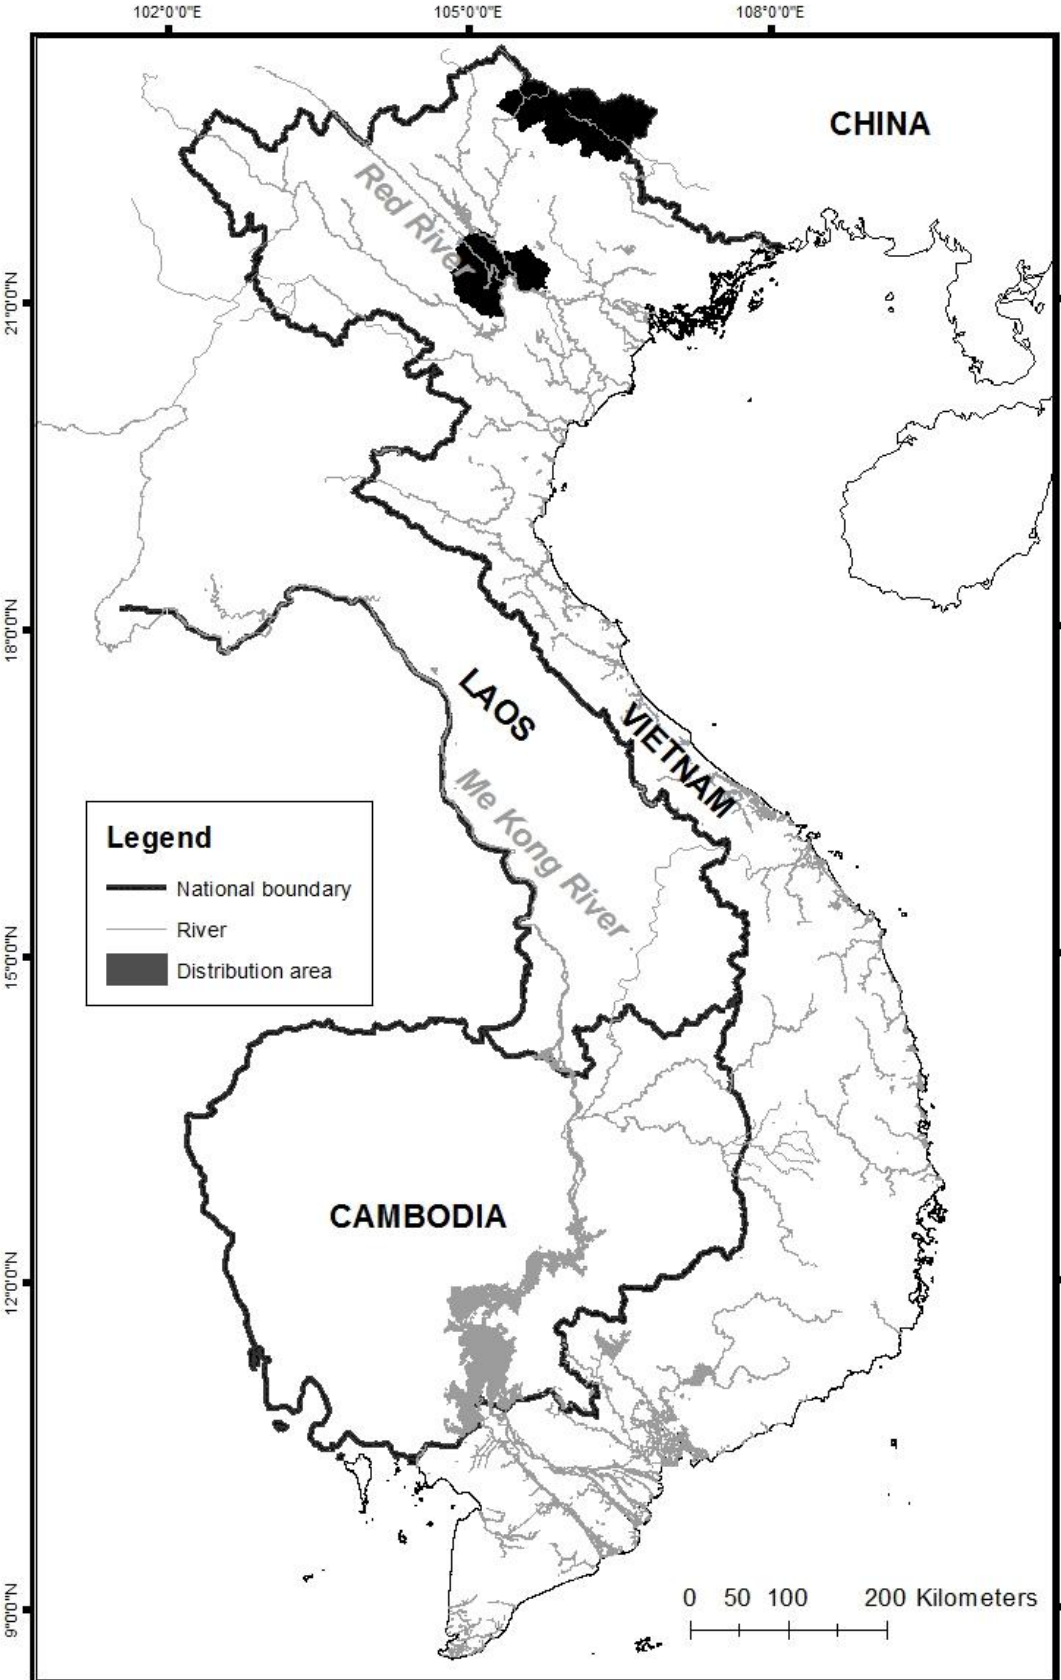 102°0'0"E
105°0'0"E
108°0'0"E
CHINA
Red River
21°0'0"N
18°0'0"N
LAOS
VIETNAM
Me Kong River
Legend
National boundary
River
Distribution area
15°0'0"N
CAMBODIA
12°0'0"N
9°0'0"N
0 50 100 200 Kilometers